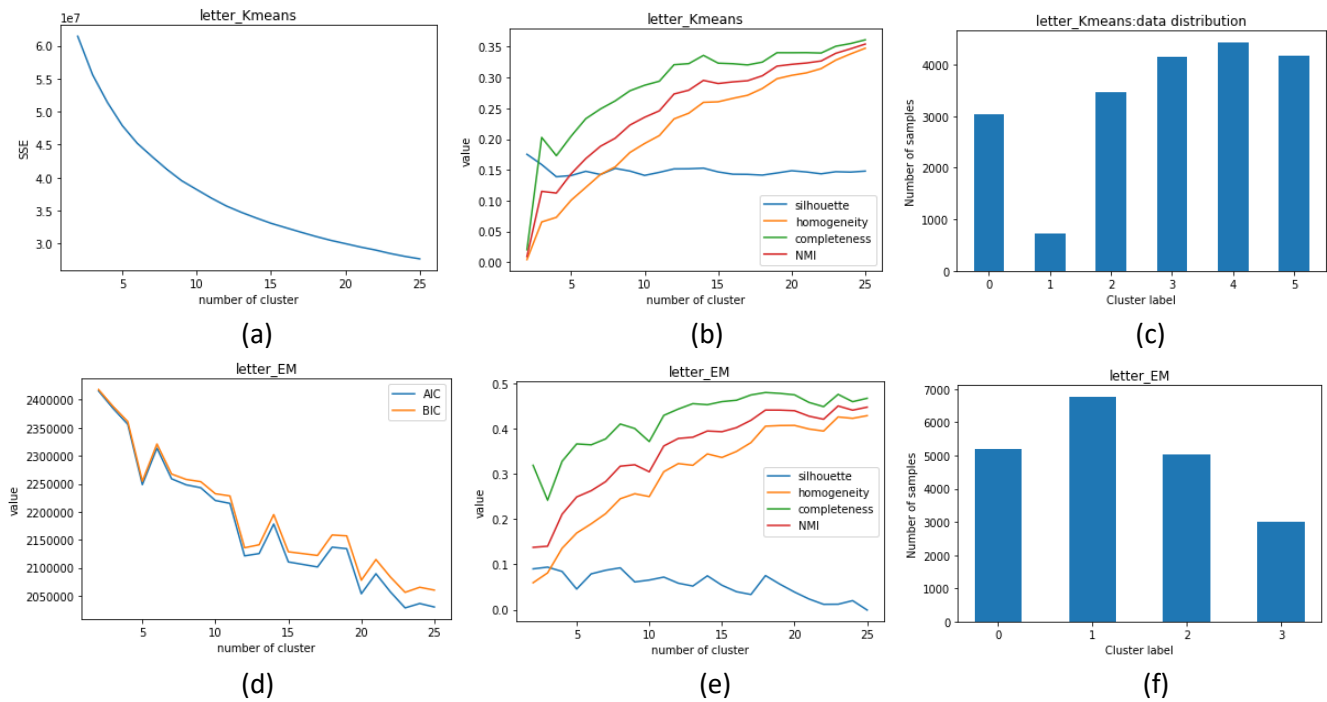 letter_Kmeans
1e7
6.0
5.5
5.0
4.5
4.0
3.5
3.0
SSE
5 10 15 20 25
number of cluster
(a)
letter_Kmeans
0.35
0.30
0.25
0.20
0.15
0.10
0.05
0.00
value
silhouette
homogeneity
completeness
NMI
5 10 15 20 25
number of cluster
(b)
letter_Kmeans:data distribution
4000
3000
2000
1000
0
Number of samples
0 1 2 3 4 5
Cluster label
(c)
letter_EM
2400000
2350000
2300000
2250000
2200000
2150000
2100000
2050000
value
AIC
BIC
5 10 15 20 25
number of cluster
(d)
letter_EM
0.5
0.4
0.3
0.2
0.1
0.0
value
silhouette
homogeneity
completeness
NMI
5 10 15 20 25
number of cluster
(e)
letter_EM
7000
6000
5000
4000
3000
2000
1000
0
Number of samples
0 1 2 3
Cluster label
(f)